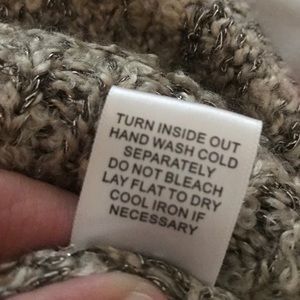 TURN INSIDE OUT
HAND WASH COLD
SEPARATELY
DO NOT BLEACH
LAY FLAT TO DRY
COOL IRON IF
NECESSARY